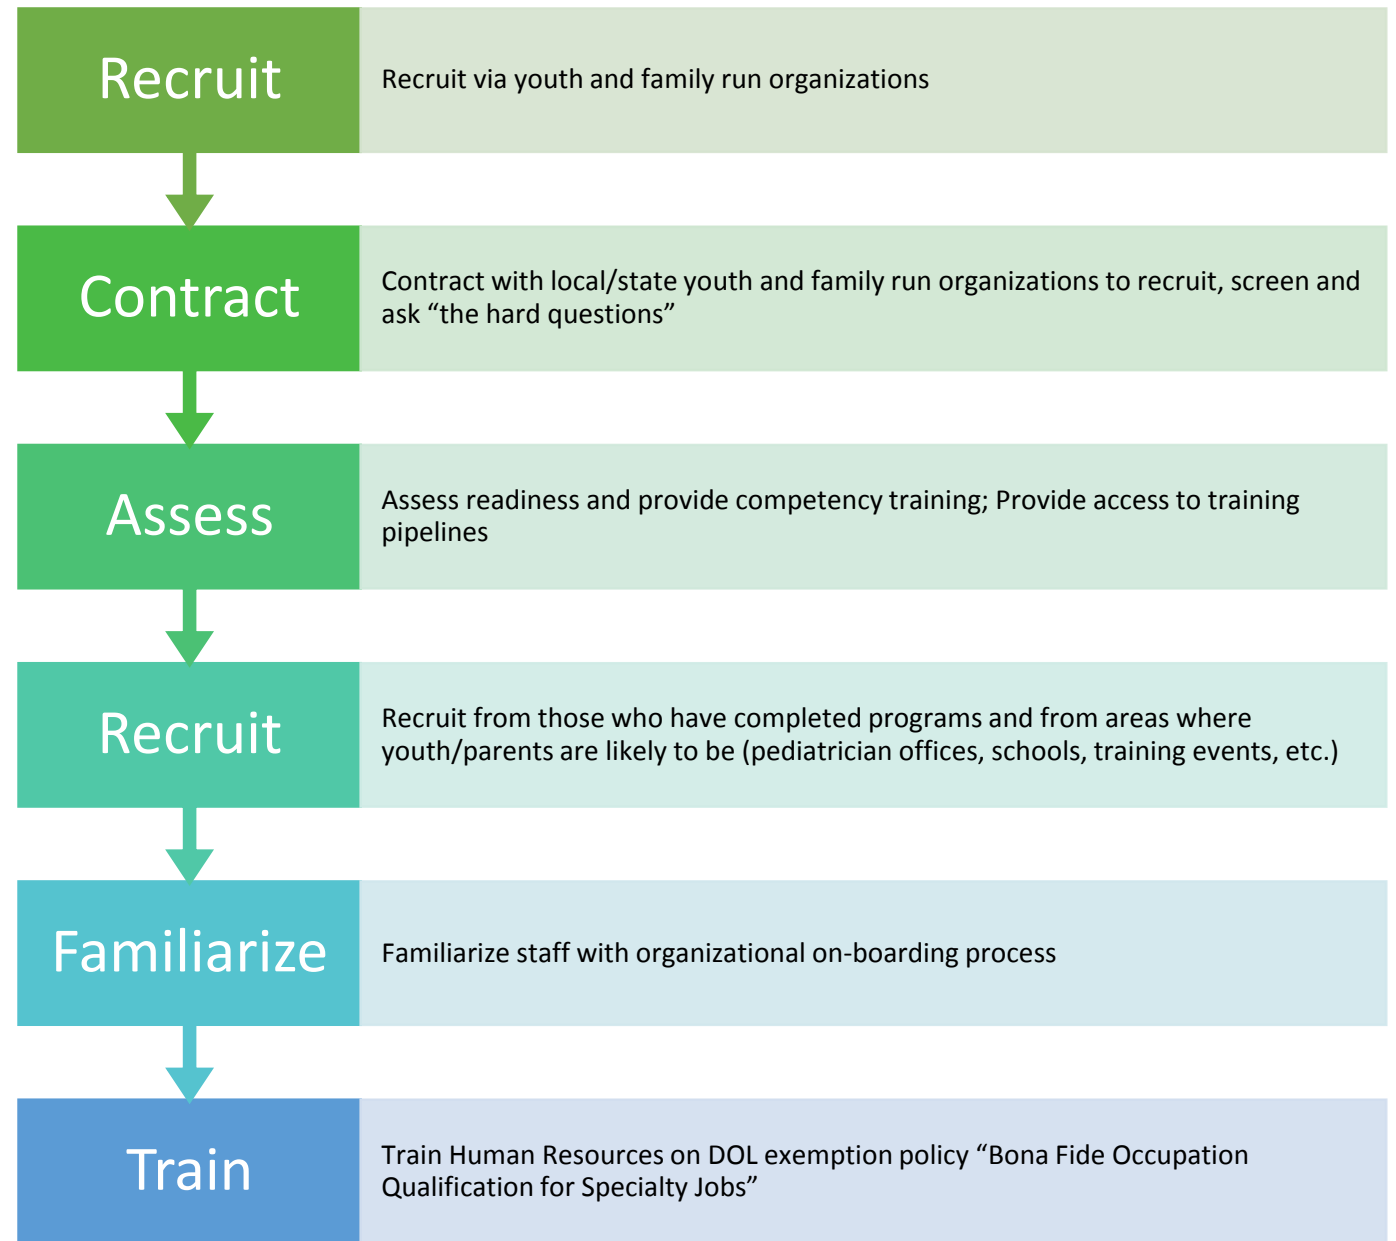 Recruit
Recruit via youth and family run organizations
Contract
Contract with local/state youth and family run organizations to recruit, screen and
ask “the hard questions”
Assess
Assess readiness and provide competency training; Provide access to training
pipelines
Recruit
Recruit from those who have completed programs and from areas where
youth/parents are likely to be (pediatrician offices, schools, training events, etc.)
Familiarize
Familiarize staff with organizational on-boarding process
Train
Train Human Resources on DOL exemption policy “Bona Fide Occupation
Qualification for Specialty Jobs”